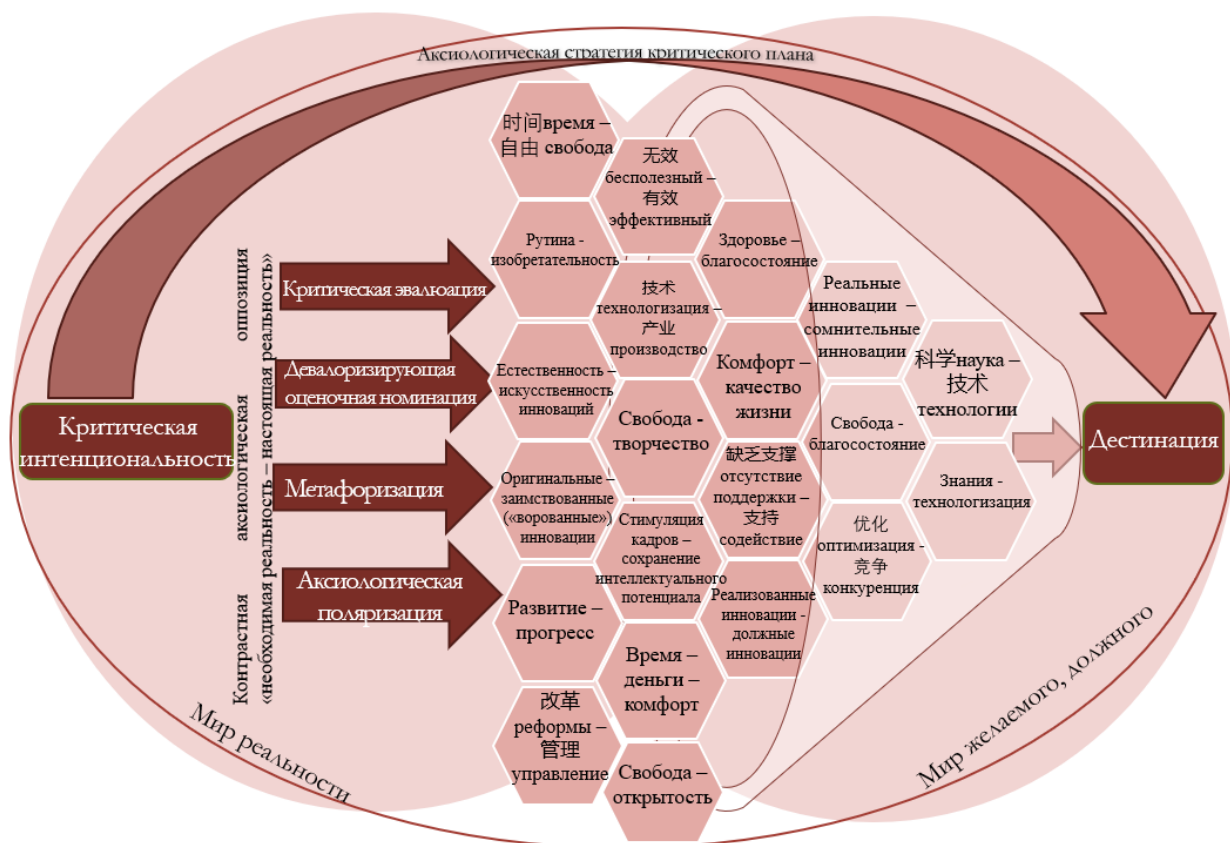 Аксиологическая стратегия критического плана
Критическая
интенциональность
Контрастная аксиологическая оппозиция
«необходимая реальность – настоящая реальность»
Критическая эвалюация
Девалоризирующая
оценочная номинация
Метафоризация
Аксиологическая
поляризация
时间время –
自由 свобода
Рутина -
изобретательность
Естественность –
искусственность
инноваций
Оригинальные –
заимствованные
(«ворованные»)
инновации
Развитие –
прогресс
改革
реформы –
管理
управление
无效
бесполезный –
有效
эффективный
技术
технологизация –
产业
производство
Свобода -
творчество
Стимуляция
кадров –
сохранение
интеллектуального
потенциала
Время –
деньги –
комфорт
Свобода –
открытость
Здоровье –
благосостояние
Комфорт –
качество
жизни
缺乏支撑
отсутствие
поддержки –
支持
содействие
Реализованные
инновации -
должные
инновации
Реальные
инновации –
сомнительные
инновации
Свобода -
благосостояние
优化
оптимизация -
竞争
конкуренция
科学наука –
技术
технологии
Знания -
технологизация
Дестинация
Мир реальности
Мир желаемого, должного